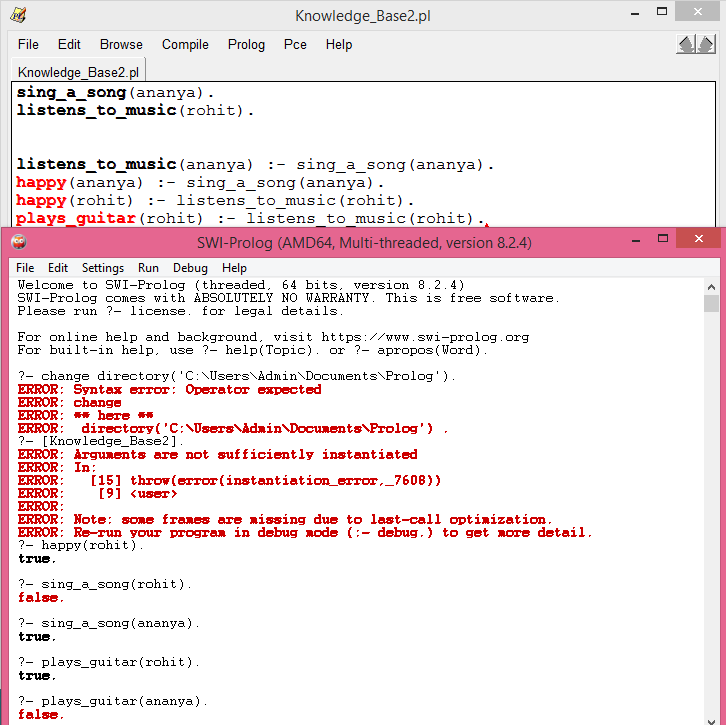 Knowledge_Base2.pl
File Edit Browse Compile Prolog Pce Help
Knowledge_Base2.pl
sing_a_song(ananya).
listens_to_music(rohit).
listens_to_music(ananya) :- sing_a_song(ananya).
happy(ananya) :- sing_a_song(ananya).
happy(rohit) :- listens_to_music(rohit).
plays_guitar(rohit) :- listens_to_music(rohit).
SWI-Prolog (AMD64, Multi-threaded, version 8.2.4)
File Edit Settings Run Debug Help
Welcome to SWI-Prolog (threaded, 64 bits, version 8.2.4)
SWI-Prolog comes with ABSOLUTELY NO WARRANTY. This is free software.
Please run ?- license. for legal details.
For online help and background, visit https://www.swi-prolog.org
For built-in help, use ?- help(Topic). or ?- apropos(Word).
?- change directory('C:\Users\Admin\Documents\Prolog').
ERROR: Syntax error: Operator expected
ERROR: change
ERROR: ** here **
ERROR:  directory('C:\Users\Admin\Documents\Prolog') .
?- [Knowledge_Base2].
ERROR: Arguments are not sufficiently instantiated
ERROR: In:
ERROR:   [15] throw(error(instantiation_error,_7608))
ERROR:    [9] <user>
ERROR:
ERROR: Note: some frames are missing due to last-call optimization.
ERROR: Re-run your program in debug mode (:- debug.) to get more detail.
?- happy(rohit).
true.
?- sing_a_song(rohit).
false.
?- sing_a_song(ananya).
true.
?- plays_guitar(rohit).
true.
?- plays_guitar(ananya).
false.